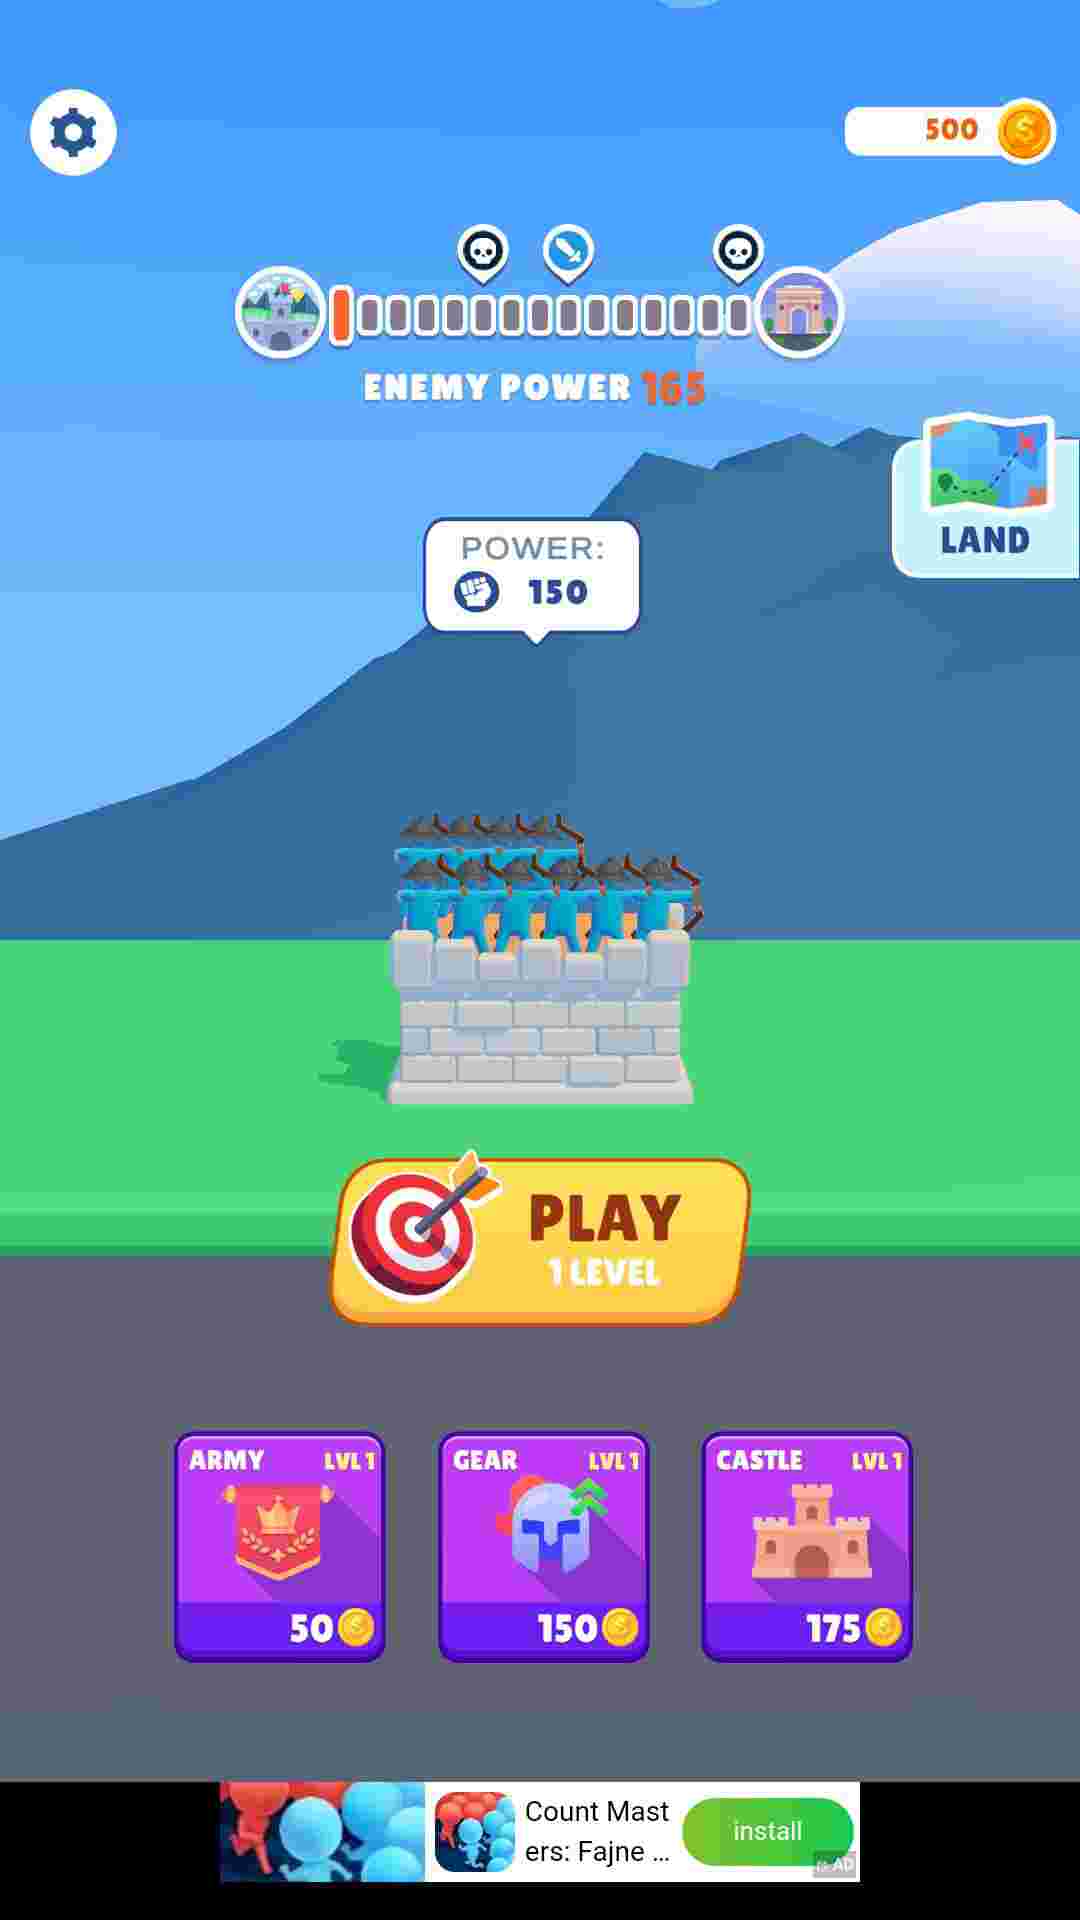 500
ENEMY POWER 165
LAND
POWER:
150
PLAY
1 LEVEL
ARMY LVL 1
50
GEAR LVL 1
150
CASTLE LVL 1
175
Count Mast
ers: Fajne ...
install
AD